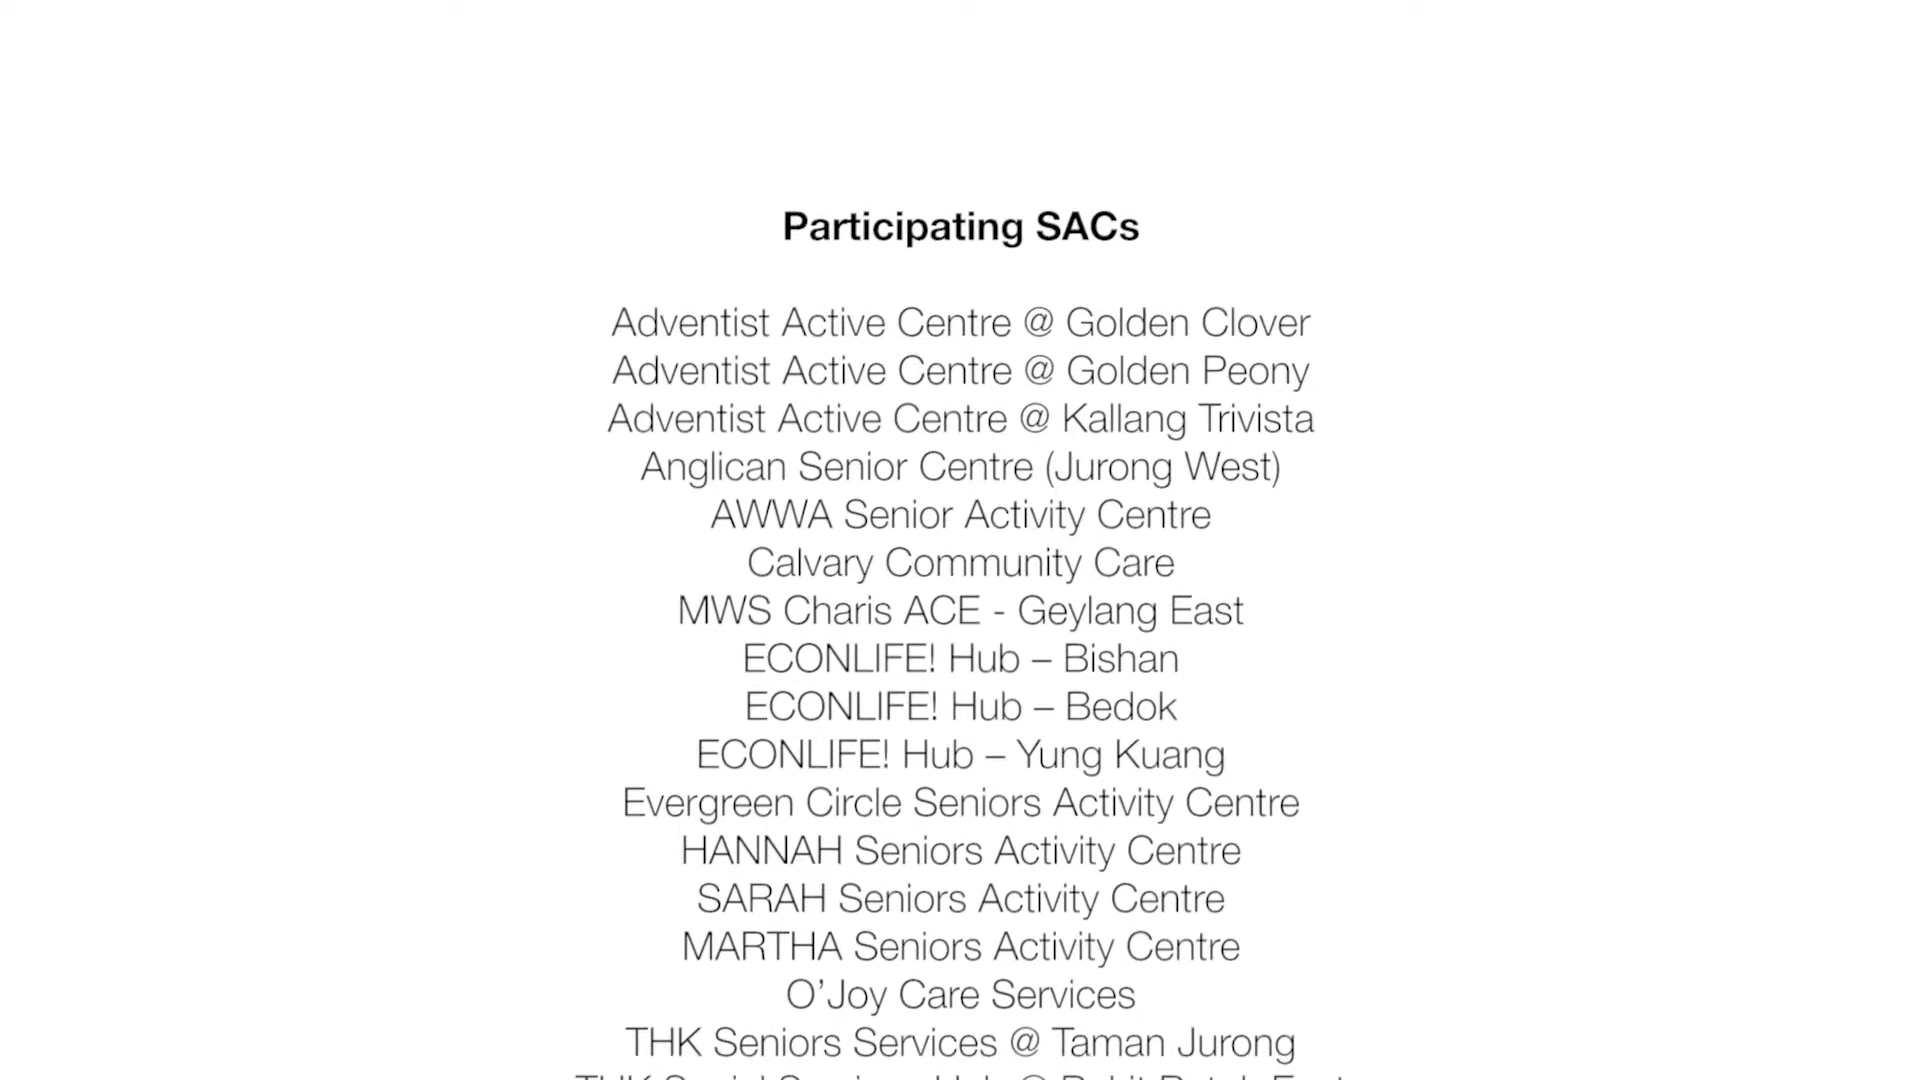 Participating SACs
Adventist Active Centre @ Golden Clover
Adventist Active Centre @ Golden Peony
Adventist Active Centre @ Kallang Trivista
Anglican Senior Centre (Jurong West)
AWWA Senior Activity Centre
Calvary Community Care
MWS Charis ACE - Geylang East
ECONLIFE! Hub – Bishan
ECONLIFE! Hub – Bedok
ECONLIFE! Hub – Yung Kuang
Evergreen Circle Seniors Activity Centre
HANNAH Seniors Activity Centre
SARAH Seniors Activity Centre
MARTHA Seniors Activity Centre
O’Joy Care Services
THK Seniors Services @ Taman Jurong